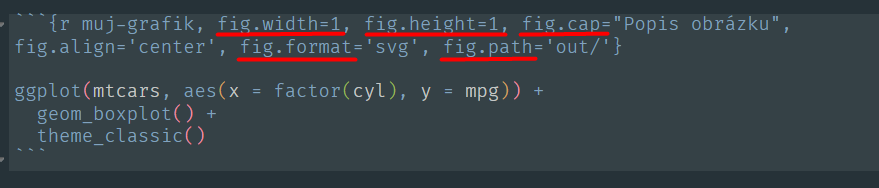 ```{r muj-grafik, fig.width=1, fig.height=1, fig.cap="Popis obrázku",
fig.align='center', fig.format='svg', fig.path='out/'}
ggplot(mtcars, aes(x = factor(cyl), y = mpg)) +
  geom_boxplot() +
  theme_classic()
```